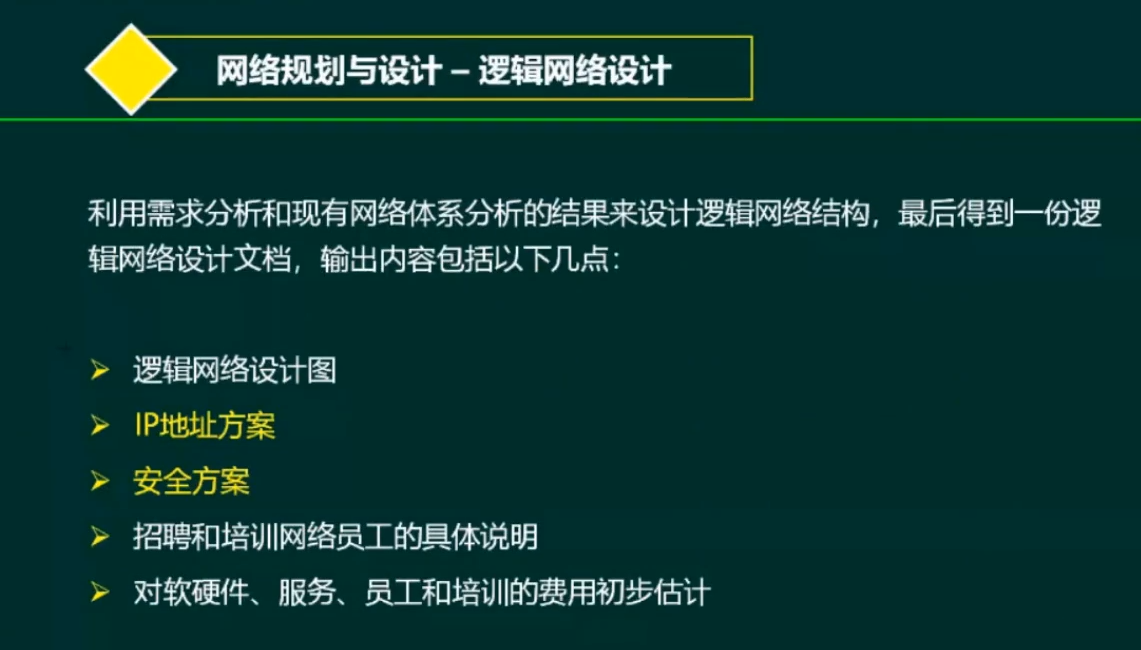 网络规划与设计 – 逻辑网络设计
利用需求分析和现有网络体系分析的结果来设计逻辑网络结构，最后得到一份逻
辑网络设计文档，输出内容包括以下几点：
逻辑网络设计图
IP地址方案
安全方案
招聘和培训网络员工的具体说明
对软硬件、服务、员工和培训的费用初步估计